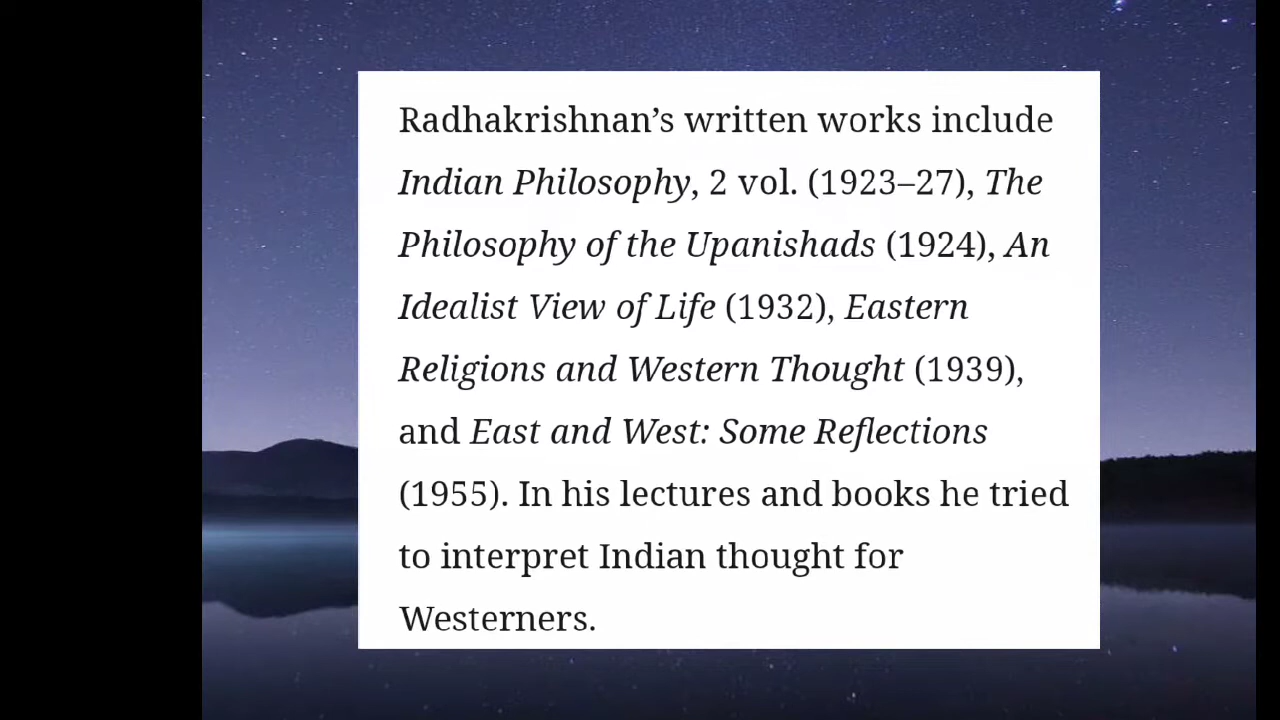 Radhakrishnan’s written works include
Indian Philosophy, 2 vol. (1923–27), The
Philosophy of the Upanishads (1924), An
Idealist View of Life (1932), Eastern
Religions and Western Thought (1939),
and East and West: Some Reflections
(1955). In his lectures and books he tried
to interpret Indian thought for
Westerners.